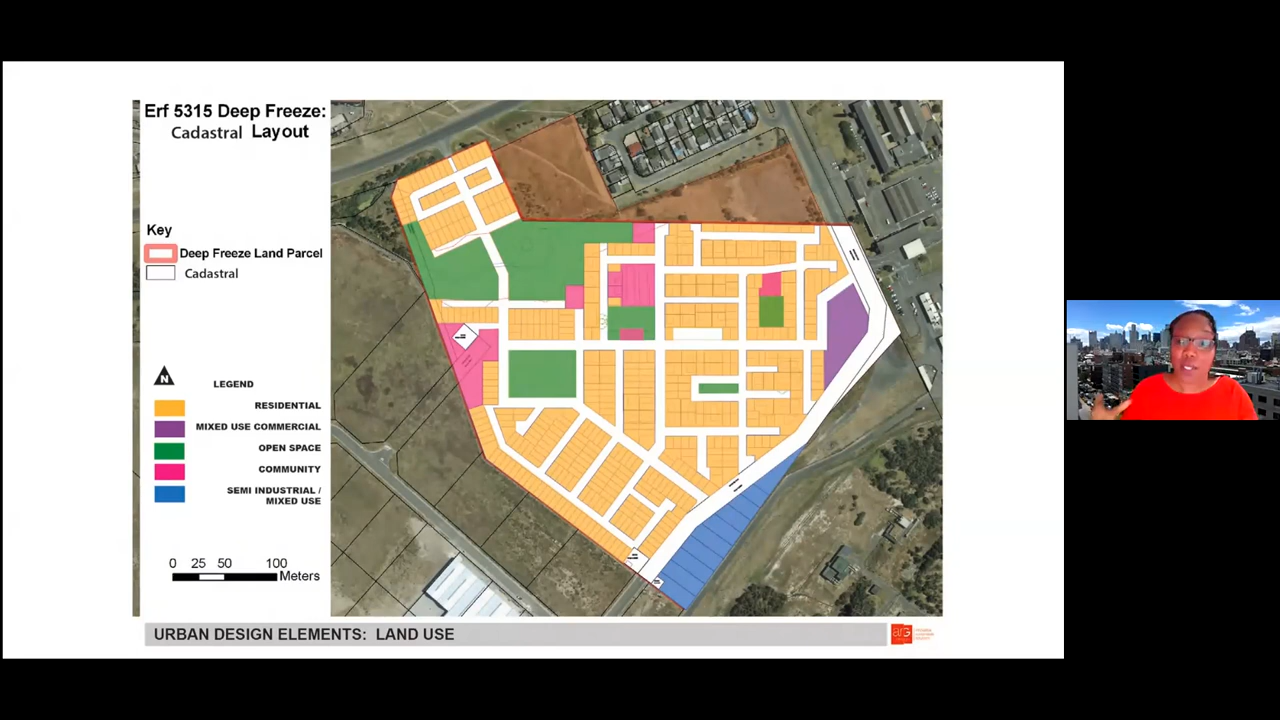 Erf 5315 Deep Freeze:
Cadastral Layout
Key
Deep Freeze Land Parcel
Cadastral
N
LEGEND
RESIDENTIAL
MIXED USE COMMERCIAL
OPEN SPACE
COMMUNITY
SEMI INDUSTRIAL /
MIXED USE
0 25 50 100
Meters
URBAN DESIGN ELEMENTS: LAND USE
arG